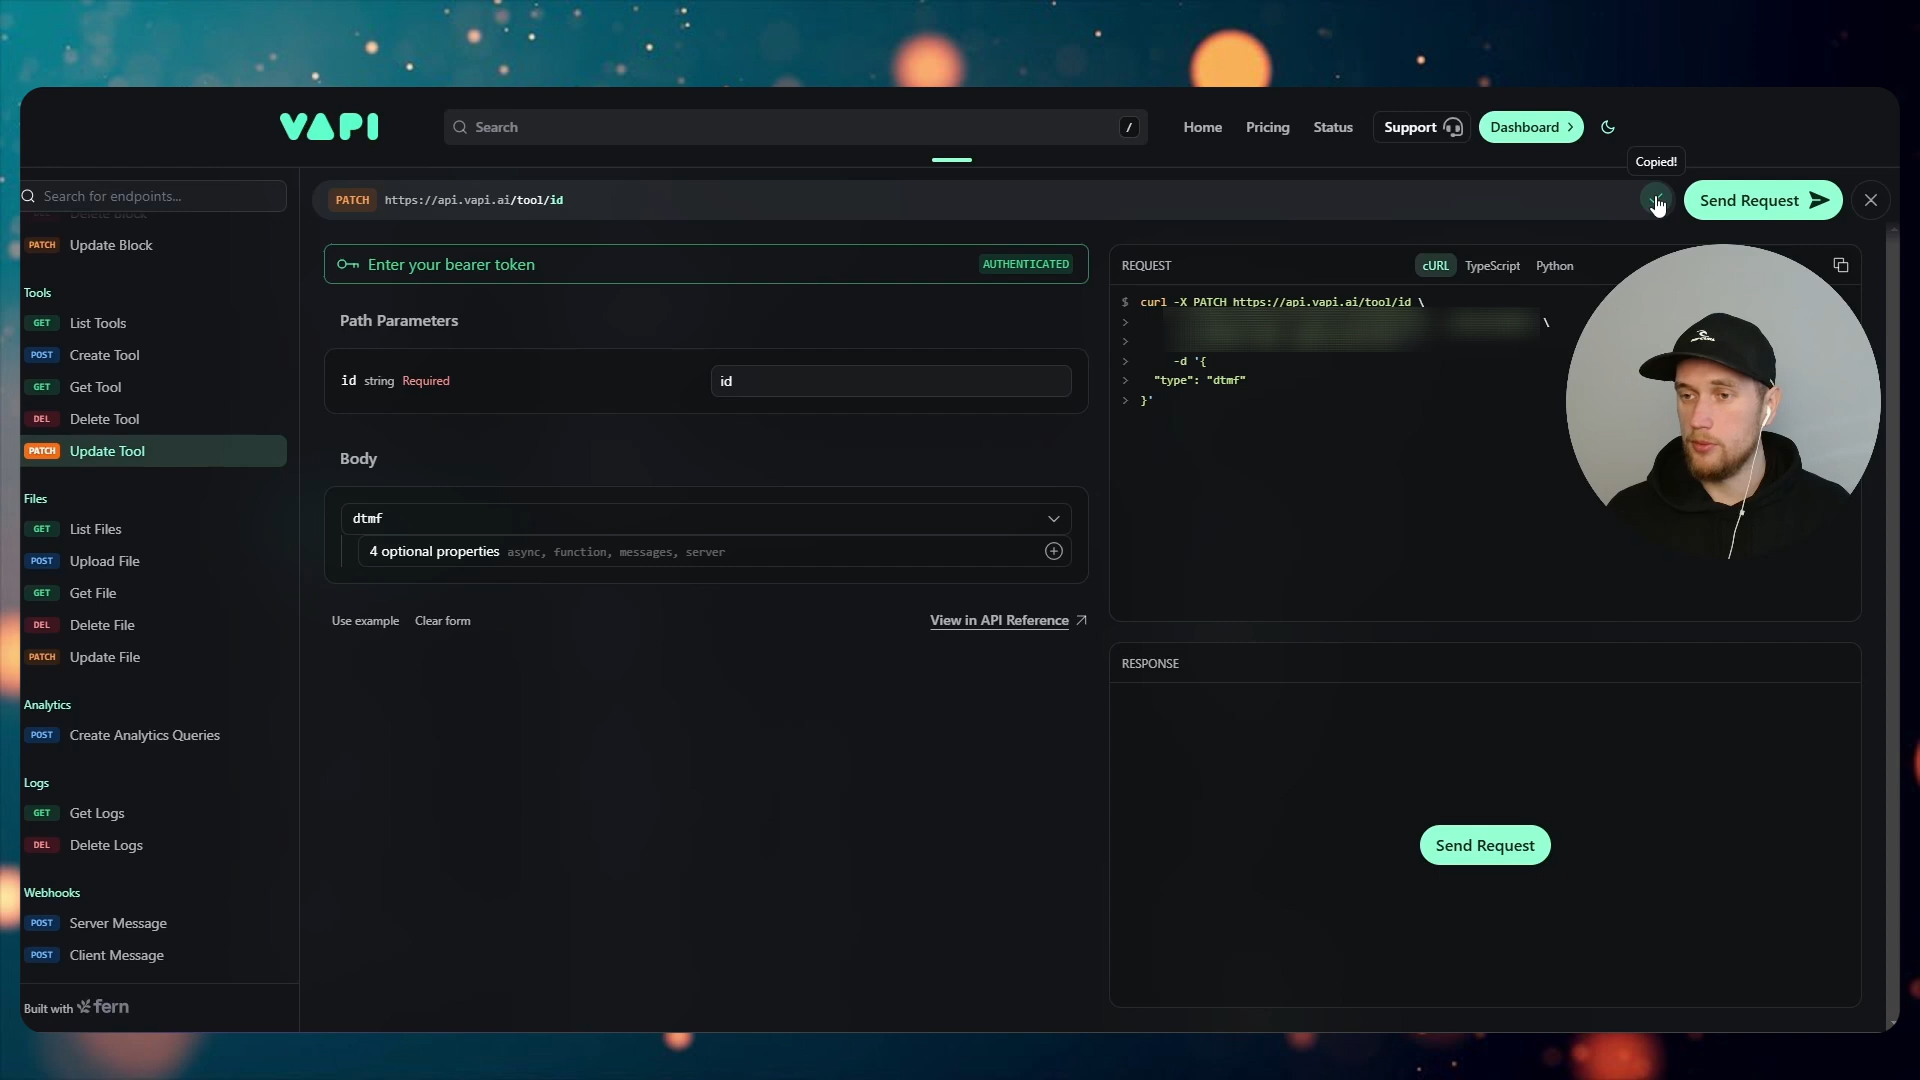 VAPI
Search
/
Home
Pricing
Status
Support
Dashboard
Copied!
Search for endpoints...
PATCH
https://api.vapi.ai/tool/id
Send Request
PATCH Update Block
Tools
GET List Tools
POST Create Tool
GET Get Tool
DEL Delete Tool
PATCH Update Tool
Files
GET List Files
POST Upload File
GET Get File
DEL Delete File
PATCH Update File
Analytics
POST Create Analytics Queries
Logs
GET Get Logs
DEL Delete Logs
Webhooks
POST Server Message
POST Client Message
Built with fern
Enter your bearer token
AUTHENTICATED
Path Parameters
id string Required
id
Body
dtmf
4 optional properties async, function, messages, server
Use example
Clear form
View in API Reference
REQUEST
cURL
TypeScript
Python
$ curl -X PATCH https://api.vapi.ai/tool/id \
> \
>
> -d '{
> "type": "dtmf"
> }'
RESPONSE
Send Request